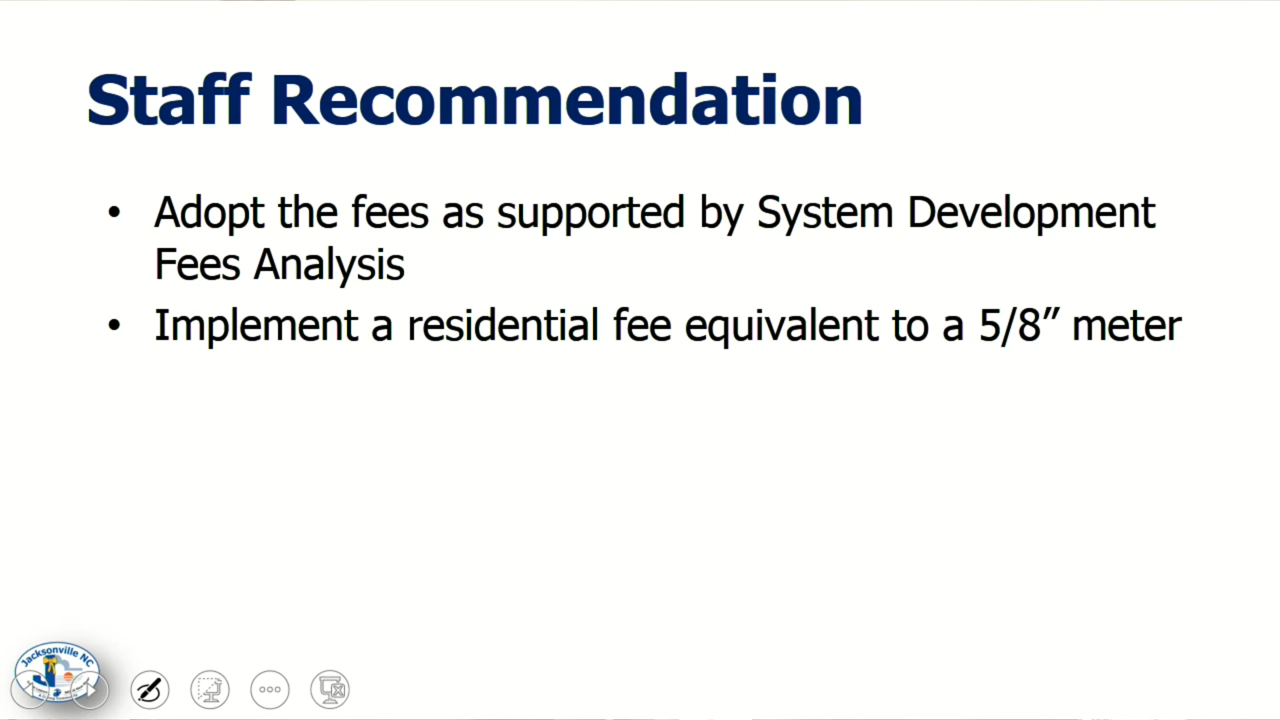 Staff Recommendation
• Adopt the fees as supported by System Development
Fees Analysis
• Implement a residential fee equivalent to a 5/8” meter
Jacksonville NC